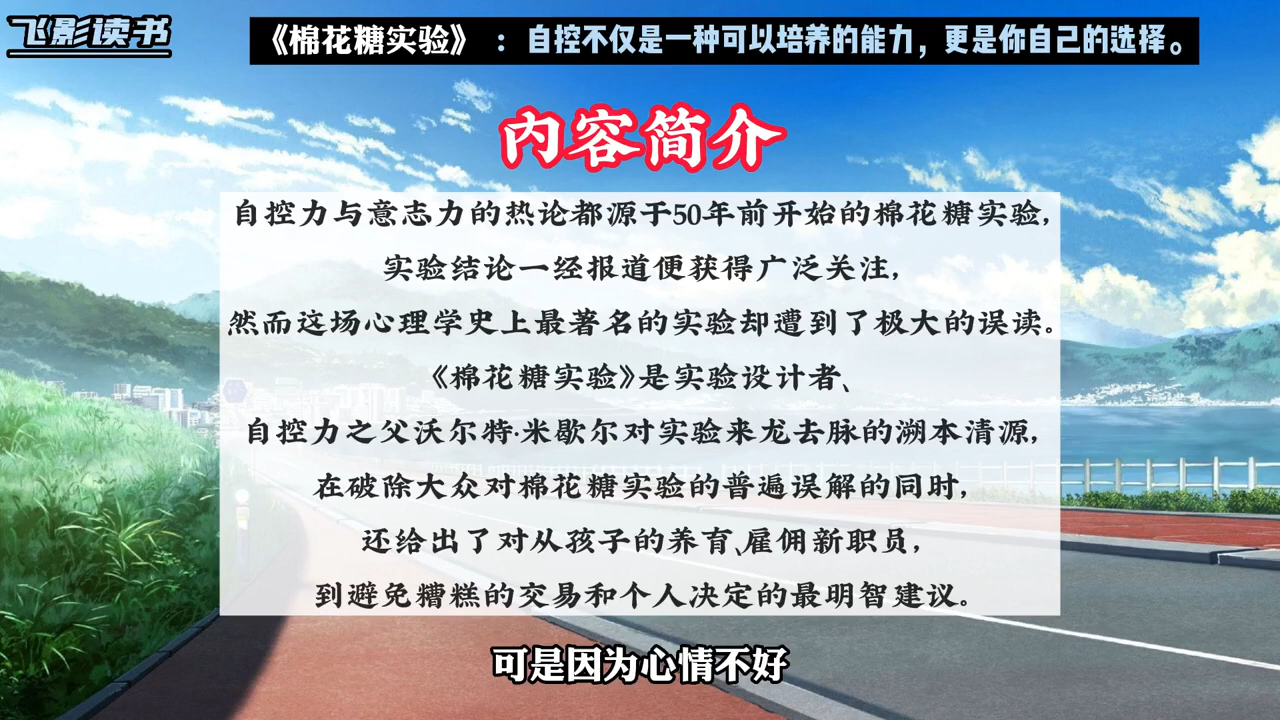 飞影读书
《棉花糖实验》：自控不仅是一种可以培养的能力，更是你自己的选择。
内容简介
自控力与意志力的热论都源于50年前开始的棉花糖实验，
实验结论一经报道便获得广泛关注，
然而这场心理学史上最著名的实验却遭到了极大的误读。
《棉花糖实验》是实验设计者、
自控力之父沃尔特·米歇尔对实验来龙去脉的溯本清源，
在破除大众对棉花糖实验的普遍误解的同时，
还给出了对从孩子的养育、雇佣新职员，
到避免糟糕的交易和个人决定的最明智建议。
可是因为心情不好